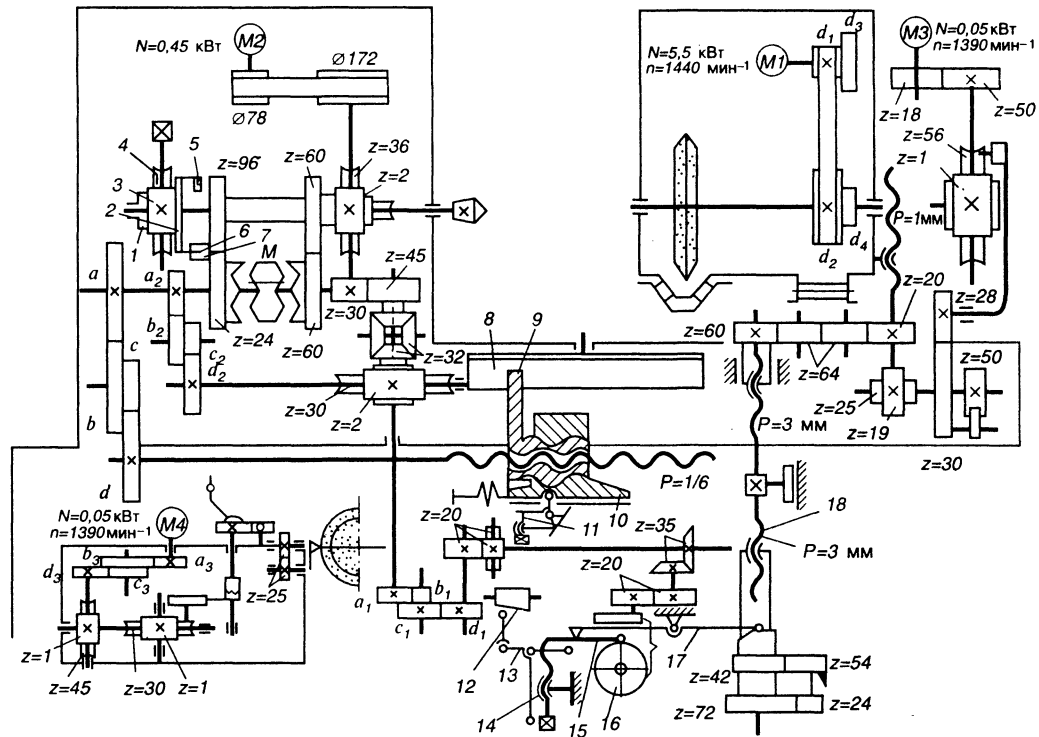 N=0,45 кВт
M2
Ø172
Ø78
N=5,5 кВт
n=1440 мин⁻¹
M1
d₁
d₃
M3
N=0,05 кВт
n=1390 мин⁻¹
z=18
z=50
z=56
z=1
4
5
3
2
1
z=96
z=60
z=36
z=2
6
7
M
P=1мм
d₄
d₂
z=20
z=28
a
a₂
b₂
c
c₂
d₂
b
d
z=24
z=60
z=30
z=45
z=32
z=30
z=2
8
9
z=60
z=64
z=50
z=25
z=19
z=30
P=3 мм
P=1/6
10
11
18
P=3 мм
N=0,05 кВт
n=1390 мин⁻¹
M4
b₃
a₃
d₃
c₃
z=25
z=1
z=45
z=30
z=1
z=20
z=35
z=20
a₁
b₁
c₁
d₁
12
13
14
15
16
17
z=42
z=54
z=72
z=24